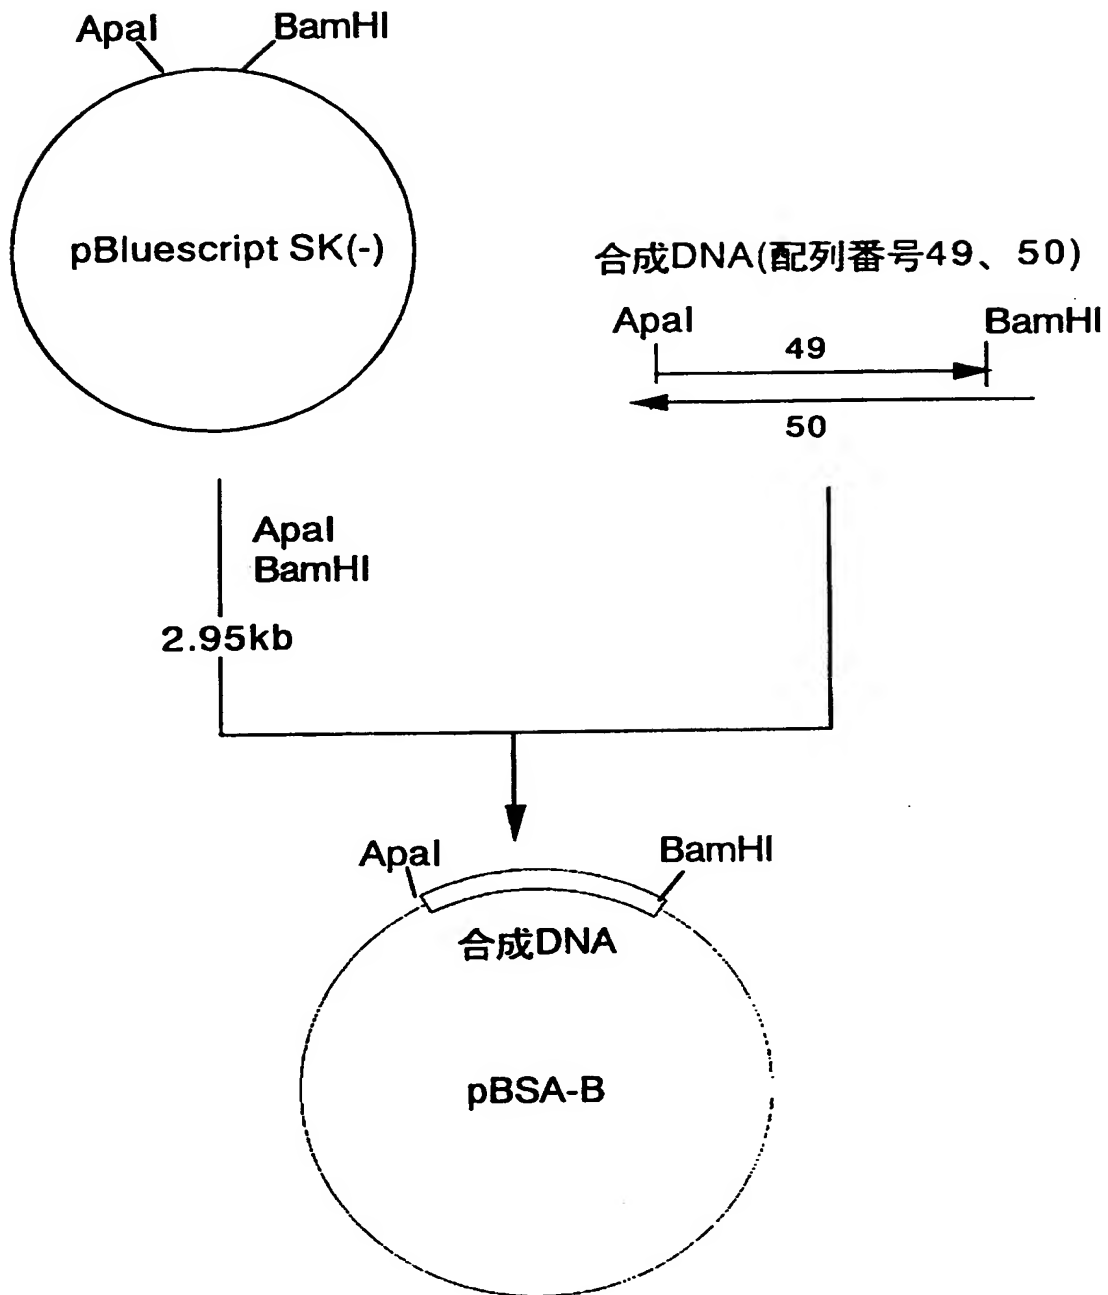 ApaI
BamHI
pBluescript SK(-)
合成DNA(配列番号49、50)
ApaI
BamHI
49
50
ApaI
BamHI
2.95kb
ApaI
BamHI
合成DNA
pBSA-B